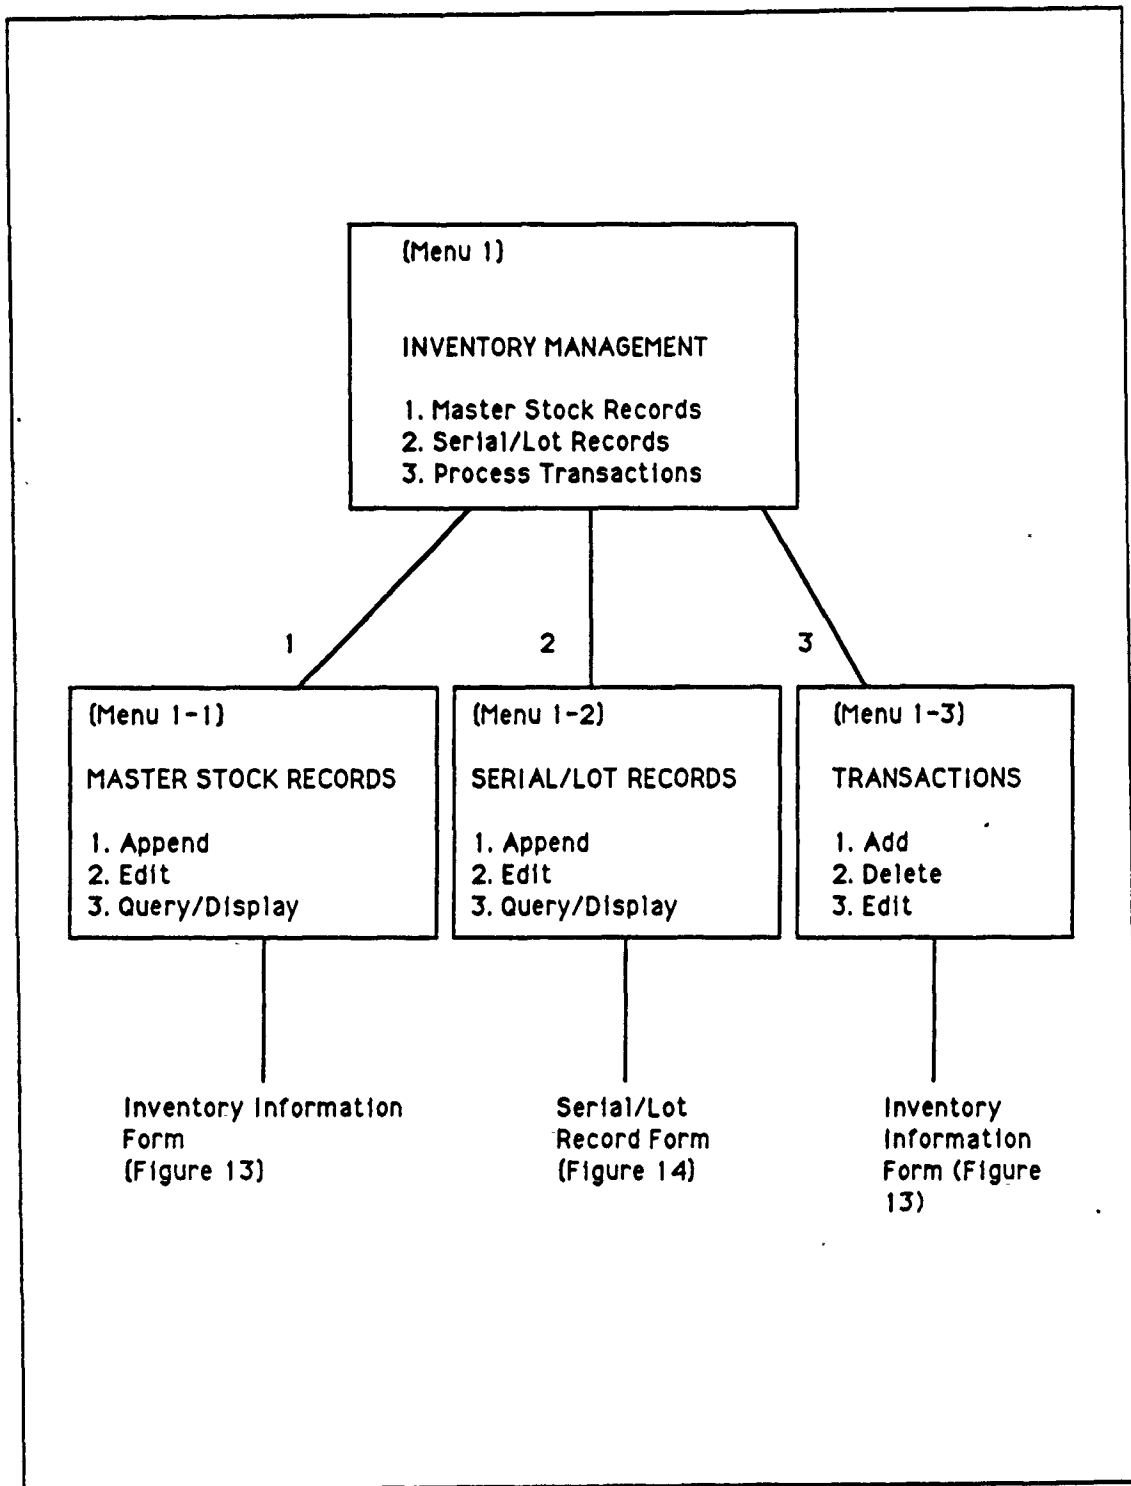 (Menu 1)
INVENTORY MANAGEMENT
1. Master Stock Records
2. Serial/Lot Records
3. Process Transactions
1
2
3
(Menu 1-1)
MASTER STOCK RECORDS
1. Append
2. Edit
3. Query/Display
(Menu 1-2)
SERIAL/LOT RECORDS
1. Append
2. Edit
3. Query/Display
(Menu 1-3)
TRANSACTIONS
1. Add
2. Delete
3. Edit
Inventory Information
Form
(Figure 13)
Serial/Lot
Record Form
(Figure 14)
Inventory
Information
Form (Figure
13)